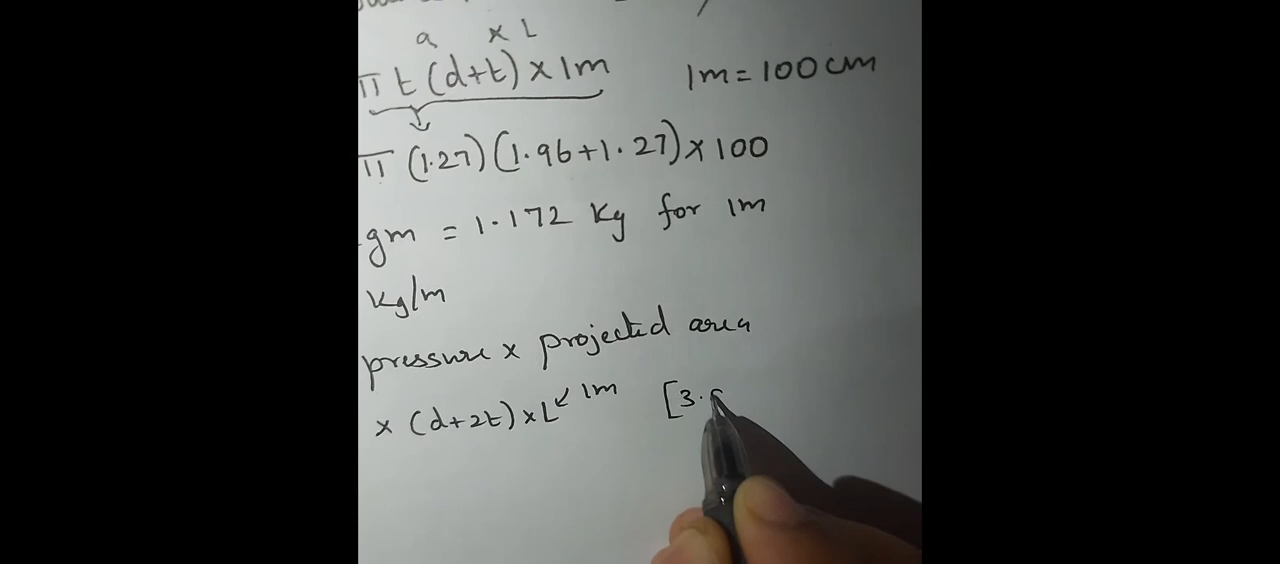 a x L
π t (d+t) x 1m 1m = 100 cm
π (1.27) (1.96+1.27) x 100
gm = 1.172 Kg for 1m
Kg/m
pressure x projected area
x (d+2t) x L 1m [3.